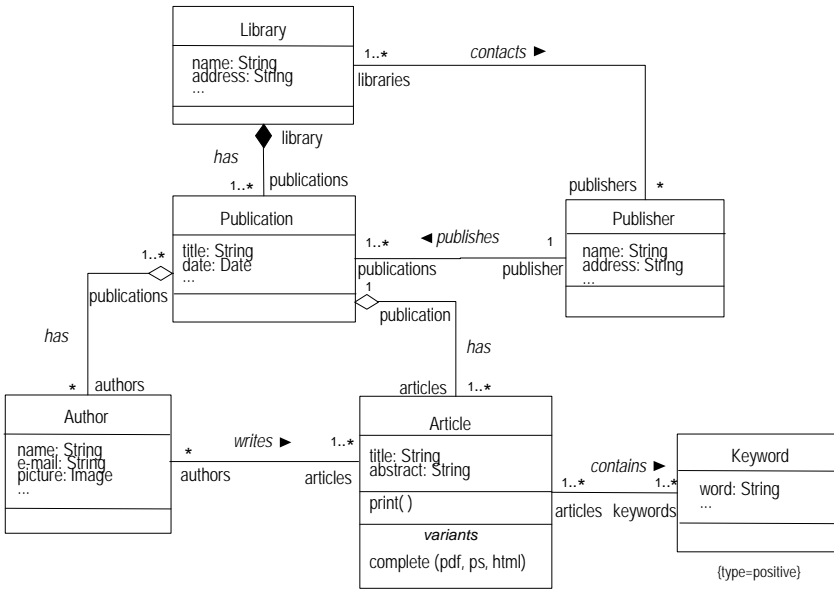 Library
name: String
address: String
...
1..*
contacts ►
libraries
library
has
1..*
publications
publishers
*
Publication
title: String
date: Date
...
1..*
◄ publishes
1
publications
publisher
Publisher
name: String
address: String
...
1..*
publications
1
publication
has
has
*
authors
articles
1..*
Author
name: String
e-mail: String
picture: Image
...
*
writes ►
1..*
authors
articles
Article
title: String
abstract: String
print( )
variants
complete (pdf, ps, html)
contains ►
1..*
1..*
articles
keywords
Keyword
word: String
...
{type=positive}